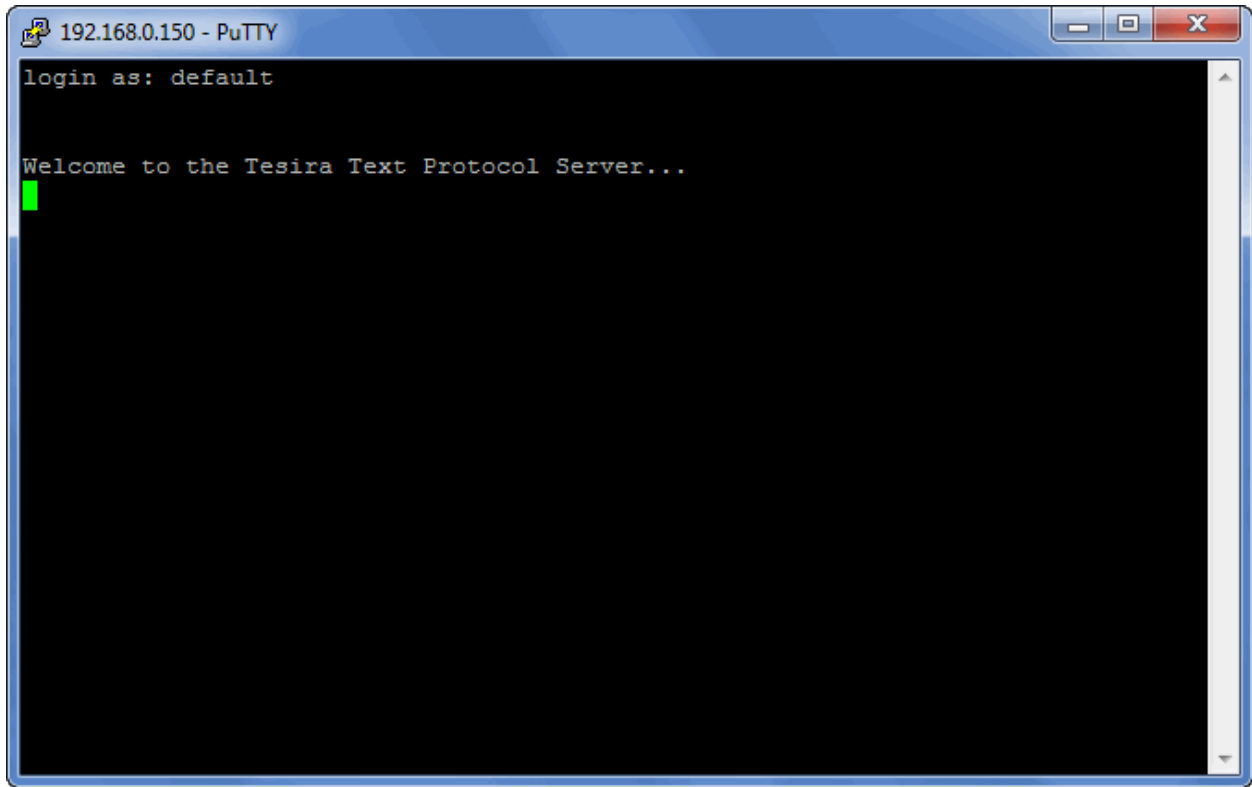 192.168.0.150 - PuTTY
login as: default
Welcome to the Tesira Text Protocol Server...